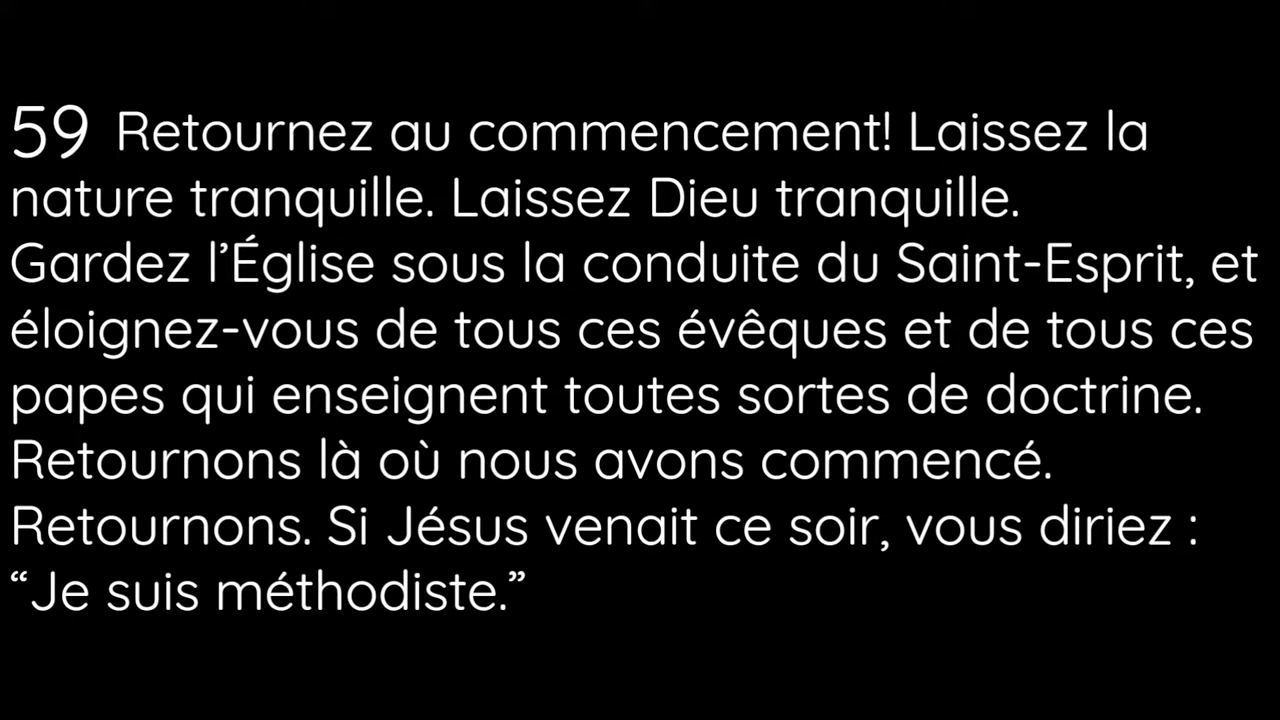 59 Retournez au commencement! Laissez la
nature tranquille. Laissez Dieu tranquille.
Gardez l’Église sous la conduite du Saint-Esprit, et
éloignez-vous de tous ces évêques et de tous ces
papes qui enseignent toutes sortes de doctrine.
Retournons là où nous avons commencé.
Retournons. Si Jésus venait ce soir, vous diriez :
“Je suis méthodiste.”